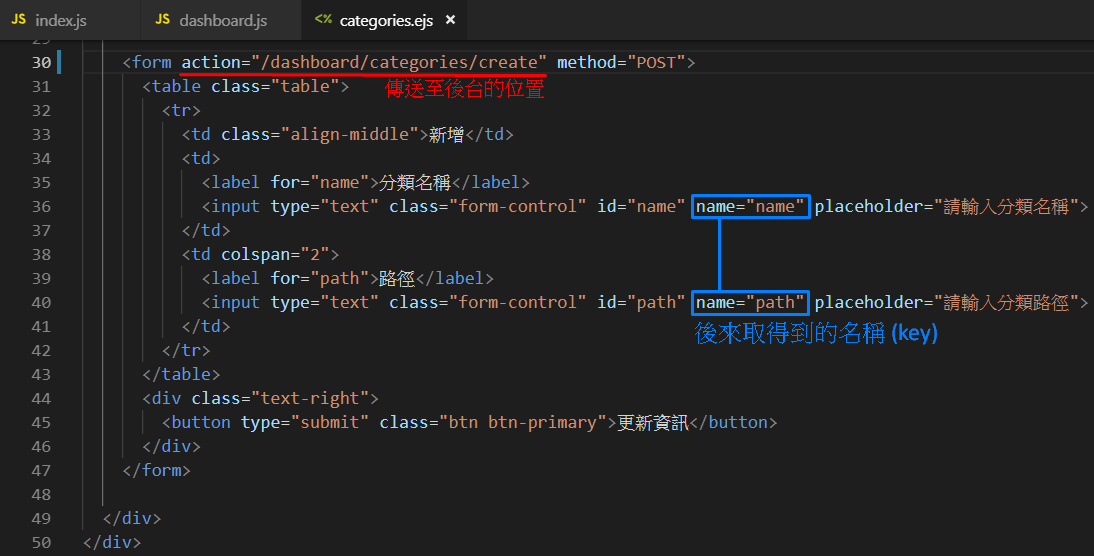 JS index.js JS dashboard.js <%> categories.ejs ×
29
30 <form action="/dashboard/categories/create" method="POST">
31 <table class="table"> 傳送至後台的位置
32 <tr>
33 <td class="align-middle">新增</td>
34 <td>
35 <label for="name">分類名稱</label>
36 <input type="text" class="form-control" id="name" name="name" placeholder="請輸入分類名稱">
37 </td>
38 <td colspan="2">
39 <label for="path">路徑</label>
40 <input type="text" class="form-control" id="path" name="path" placeholder="請輸入分類路徑">
41 </td>
後來取得到的名稱 (key)
42 </tr>
43 </table>
44 <div class="text-right">
45 <button type="submit" class="btn btn-primary">更新資訊</button>
46 </div>
47 </form>
48
49 </div>
50 </div>